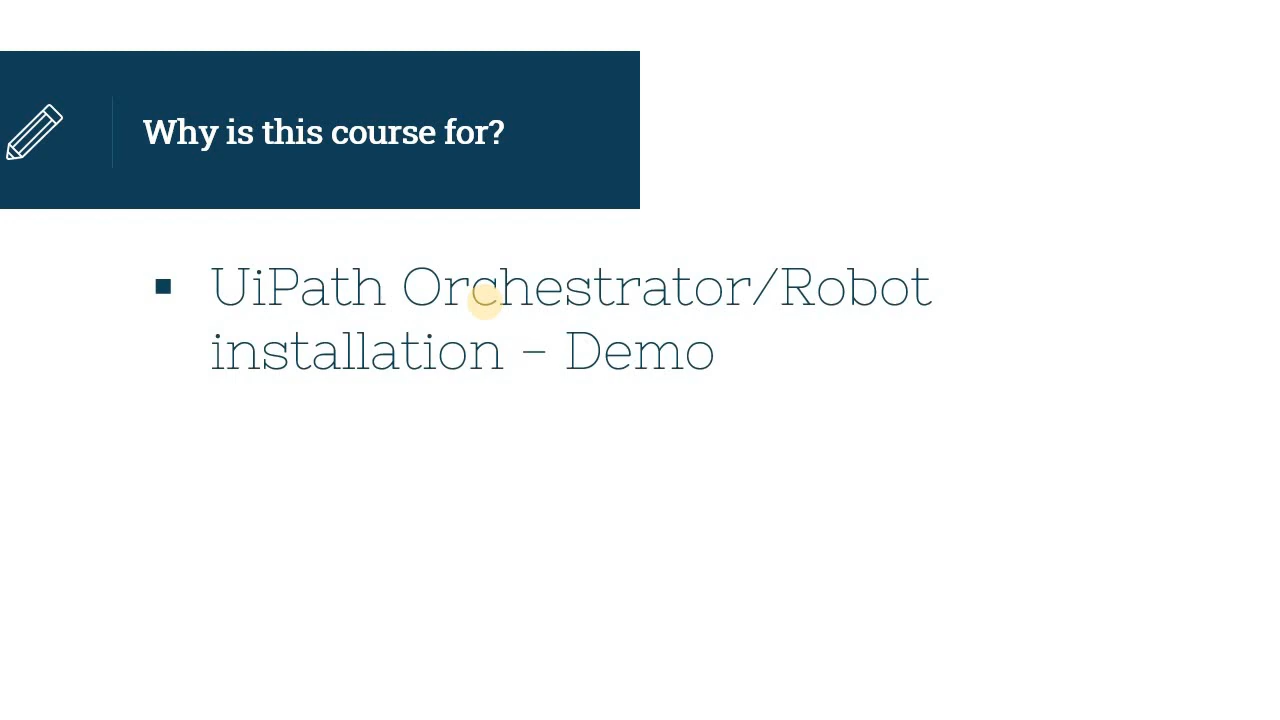 Why is this course for?
▪ UiPath Orchestrator/Robot
installation – Demo